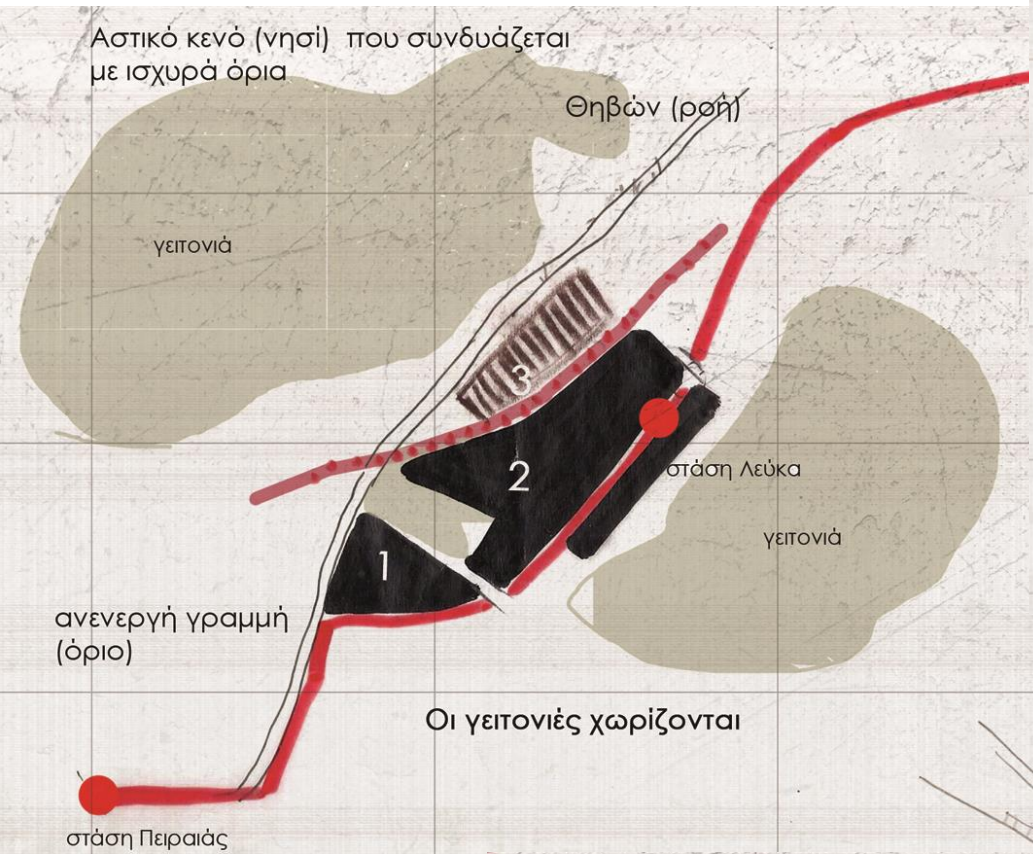 Αστικό κενό (νησί) που συνδυάζεται
με ισχυρά όρια
Θηβών (ροή)
γειτονιά
3
2
στάση Λεύκα
γειτονιά
1
ανενεργή γραμμή
(όριο)
Οι γειτονιές χωρίζονται
στάση Πειραιάς